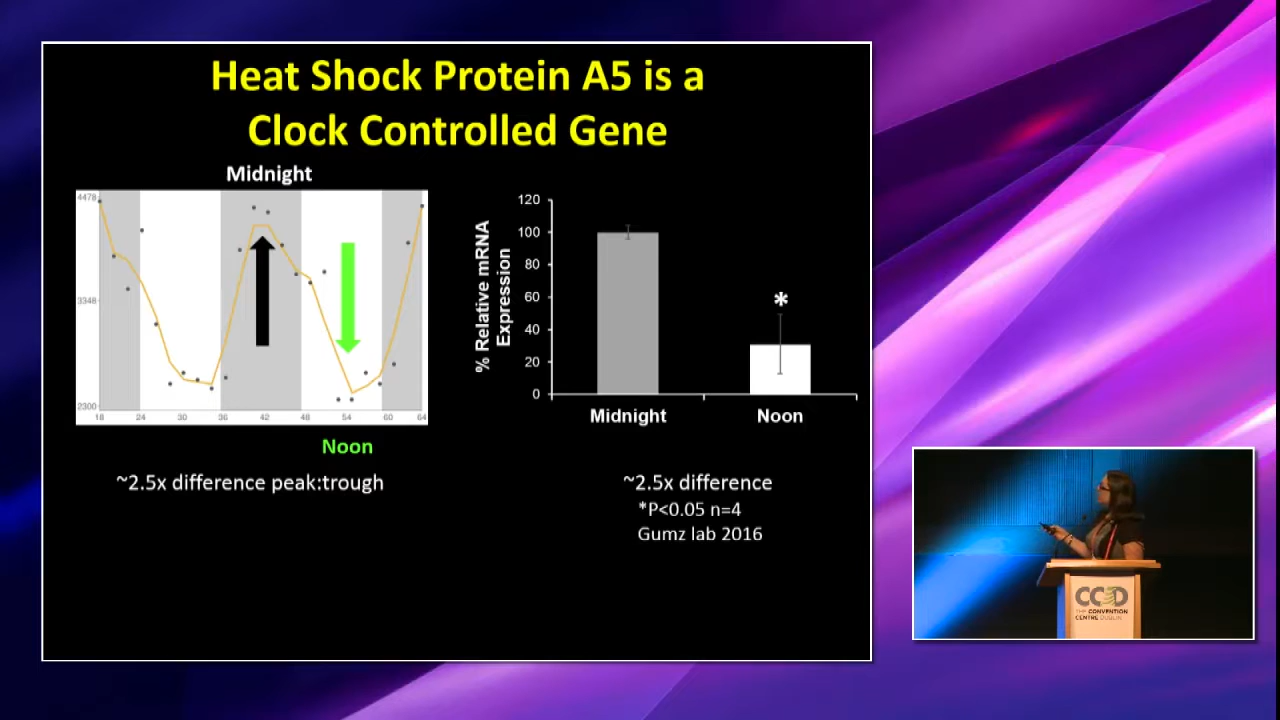 Heat Shock Protein A5 is a
Clock Controlled Gene
Midnight
4478
3348
2300
18 24 30 36 42 48 54 60 64
Noon
~2.5x difference peak:trough
% Relative mRNA
Expression
120
100
80
60
40
20
0
*
Midnight Noon
~2.5x difference
*P<0.05 n=4
Gumz lab 2016
CCD
THE CONVENTION
CENTRE DUBLIN